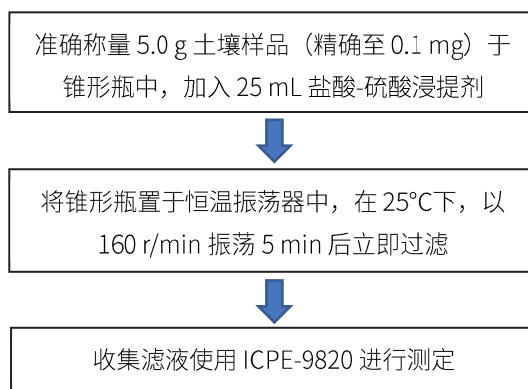 准确称量 5.0 g 土壤样品（精确至 0.1 mg）于
锥形瓶中，加入 25 mL 盐酸-硫酸浸提剂
将锥形瓶置于恒温振荡器中，在 25°C下，以
160 r/min 振荡 5 min 后立即过滤
收集滤液使用 ICPE-9820 进行测定